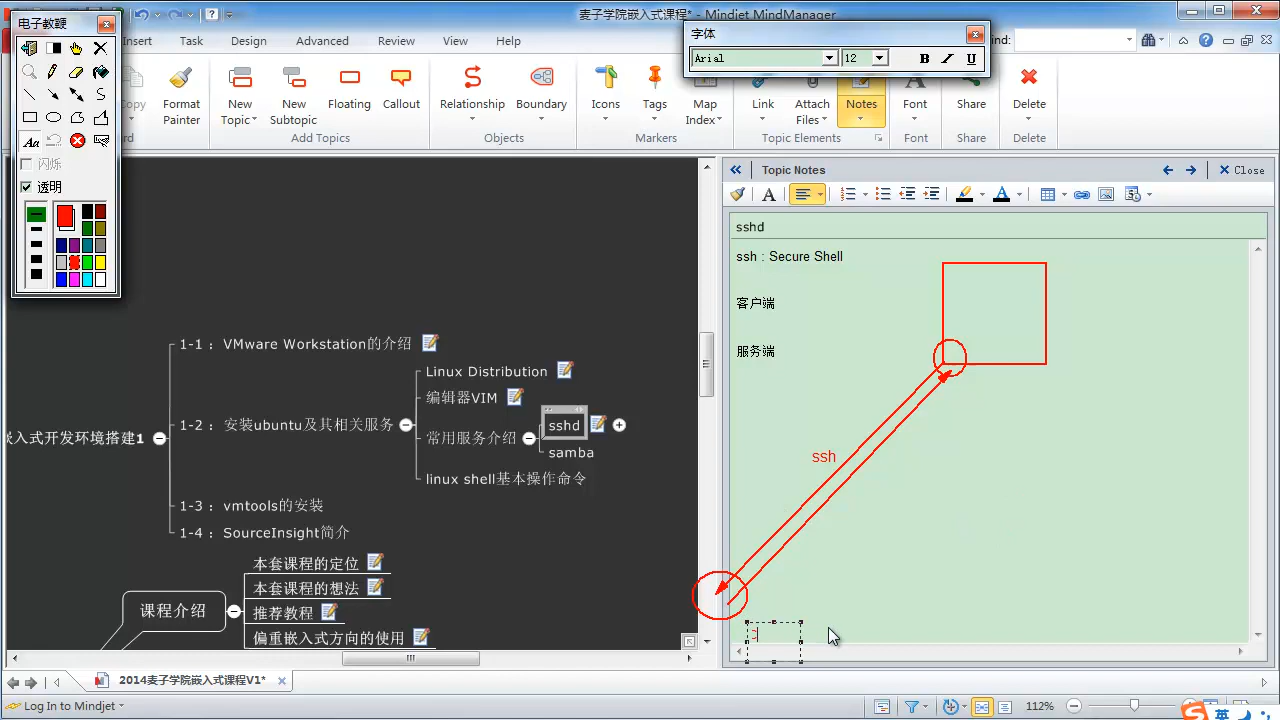 电子教鞭
麦子学院嵌入式课程* - Mindjet MindManager
字体
Insert Task Design Advanced Review View Help
Arial 12 B I U
Format Painter
New Topic
New Subtopic
Floating
Callout
Relationship
Boundary
Icons
Tags
Map Index
Link
Attach Files
Notes
Font
Share
Delete
Add Topics
Objects
Markers
Topic Elements
Font
Share
Delete
Aa
闪烁
透明
Topic Notes
Close
sshd
ssh : Secure Shell
客户端
服务端
ssh
嵌入式开发环境搭建1
1-1 : VMware Workstation的介绍
1-2 : 安装ubuntu及其相关服务
Linux Distribution
编辑器VIM
常用服务介绍
sshd
samba
linux shell基本操作命令
1-3 : vmtools的安装
1-4 : SourceInsight简介
课程介绍
本套课程的定位
本套课程的想法
推荐教程
偏重嵌入式方向的使用
2014麦子学院嵌入式课程V1*
Log In to Mindjet
112%
英